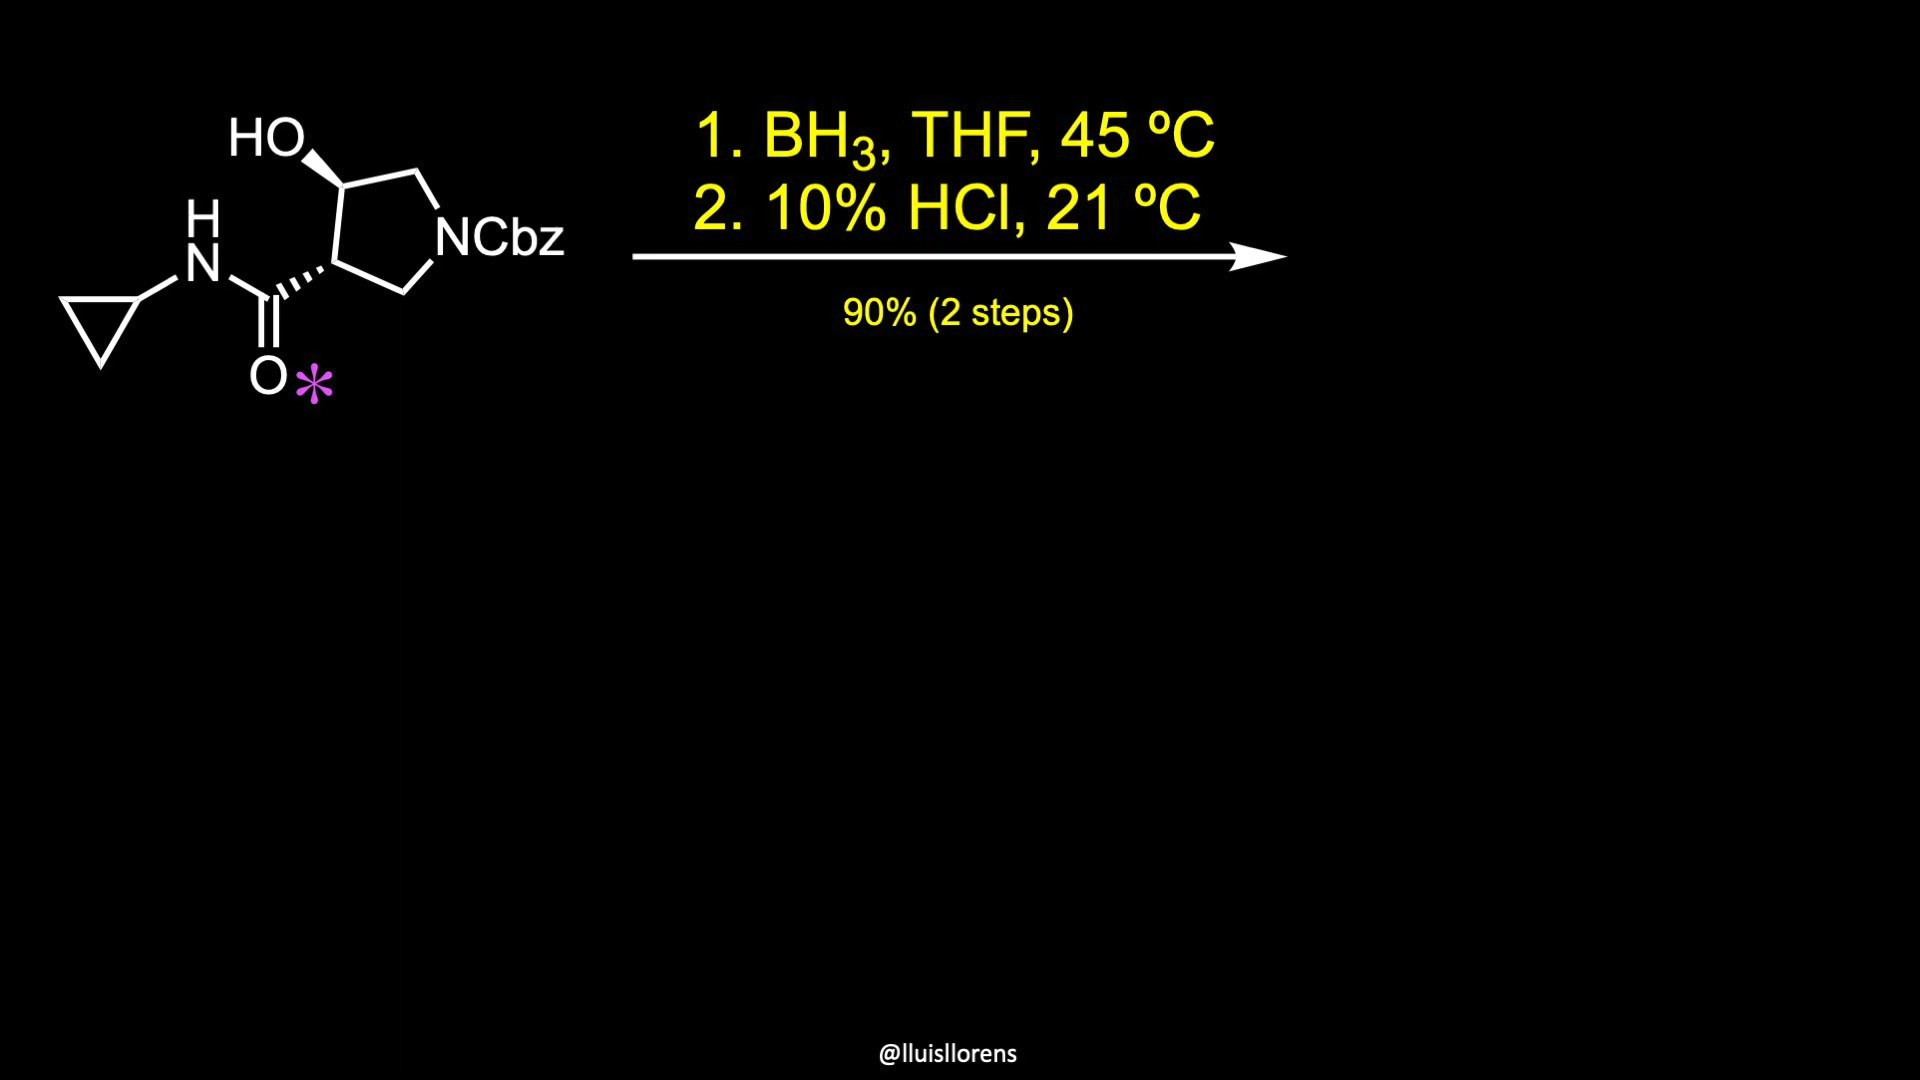 HO
H
N
NCbz
O*
1. BH₃, THF, 45 ºC
2. 10% HCl, 21 ºC
90% (2 steps)
@lluisllorens